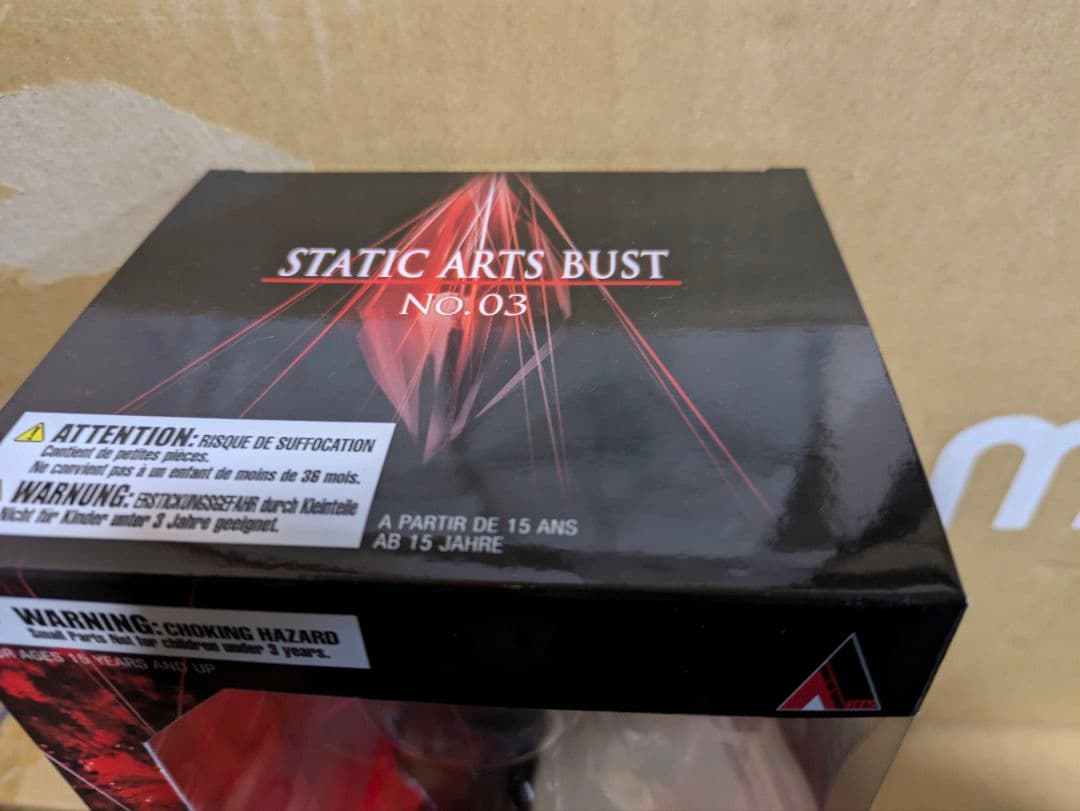 STATIC ARTS BUST
NO.03
ATTENTION: RISQUE DE SUFFOCATION
Contient de petites pièces.
Ne convient pas à un enfant de moins de 36 mois.
WARNUNG: ERSTICKUNGSGEFAHR durch Kleinteile
Nicht für Kinder unter 3 Jahre geeignet.
A PARTIR DE 15 ANS
AB 15 JAHRE
WARNING: CHOKING HAZARD
Small Parts Not for children under 3 years.
AGES 15 YEARS AND UP
m